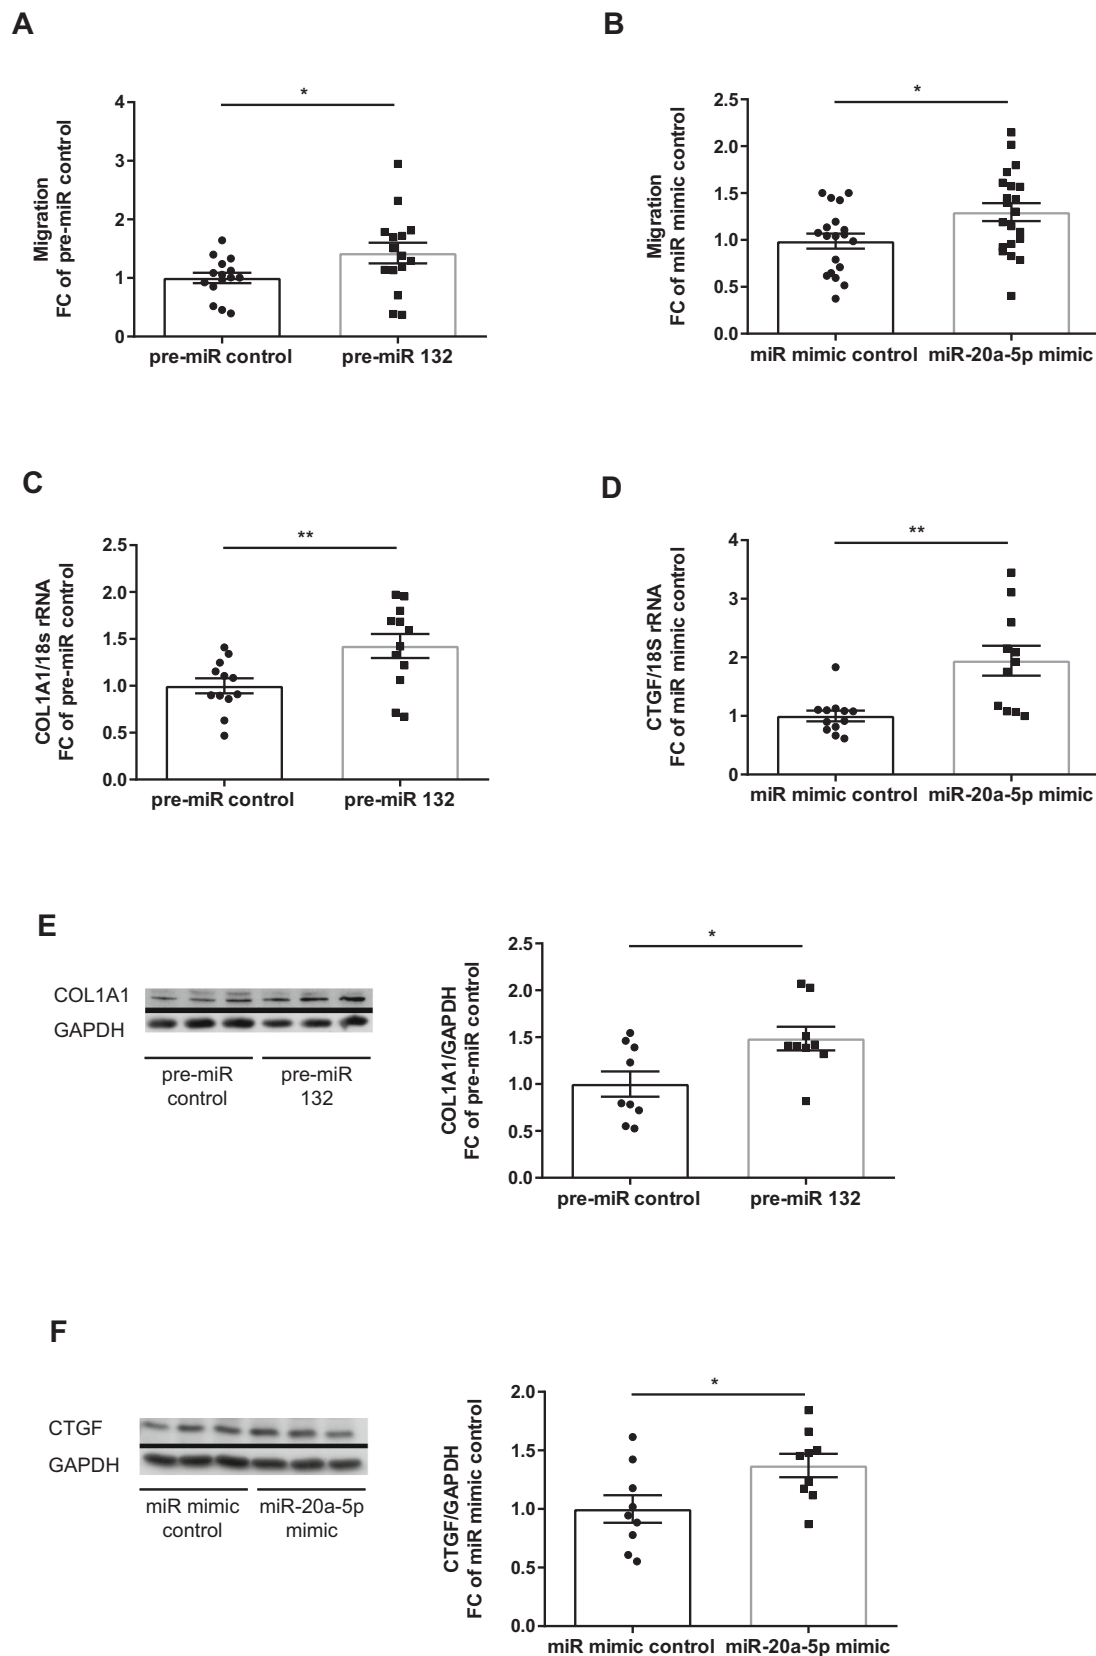 A
Migration
FC of pre-miR control
4
3
2
1
0
*
pre-miR control
pre-miR 132
B
Migration
FC of miR mimic control
2.5
2.0
1.5
1.0
0.5
0.0
*
miR mimic control
miR-20a-5p mimic
C
COL1A1/18s rRNA
FC of pre-miR control
2.5
2.0
1.5
1.0
0.5
0.0
**
pre-miR control
pre-miR 132
D
CTGF/18S rRNA
FC of miR mimic control
4
3
2
1
0
**
miR mimic control
miR-20a-5p mimic
E
COL1A1
GAPDH
pre-miR
control
pre-miR
132
COL1A1/GAPDH
FC of pre-miR control
2.5
2.0
1.5
1.0
0.5
0.0
*
pre-miR control
pre-miR 132
F
CTGF
GAPDH
miR mimic
control
miR-20a-5p
mimic
CTGF/GAPDH
FC of miR mimic control
2.0
1.5
1.0
0.5
0.0
*
miR mimic control
miR-20a-5p mimic